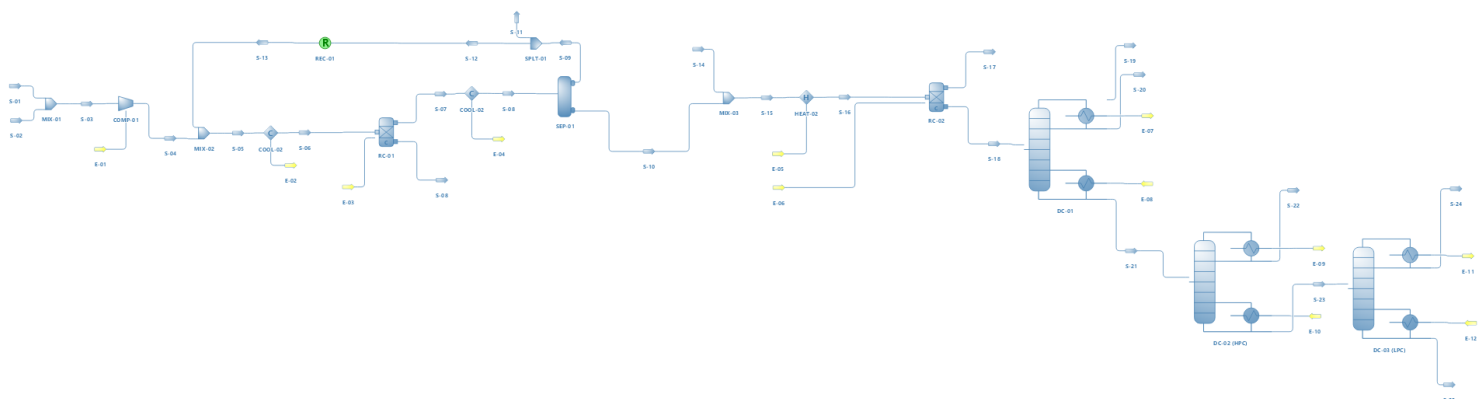 S-11
S-13
R
REC-01
S-12
SPLT-01
S-09
S-14
S-17
S-19
S-20
S-01
S-02
MIX-01
S-03
COMP-01
E-01
S-04
MIX-02
S-05
C
COOL-02
E-02
E-06
E-03
RC-01
S-07
C
COOL-02
S-08
E-04
S-08
SEP-01
S-10
MIX-03
S-15
H
HEAT-02
S-16
E-05
E-06
RC-02
S-18
E-07
E-08
DC-01
S-21
S-22
E-09
S-23
E-10
DC-02 (HPC)
S-24
E-11
E-12
DC-03 (LPC)